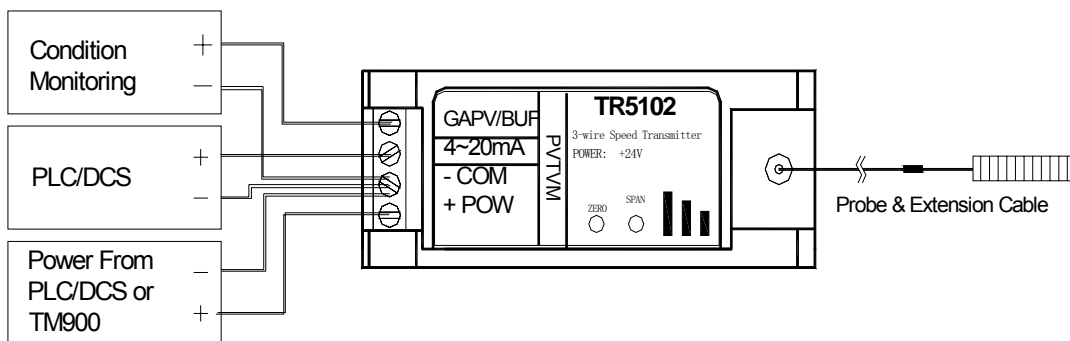 Condition
Monitoring
+
−
PLC/DCS
+
−
Power From
PLC/DCS or
TM900
−
+
GAPV/BUF
4~20mA
- COM
+ POW
PVTVM
TR5102
3-wire Speed Transmitter
POWER: +24V
ZERO
SPAN
Probe & Extension Cable